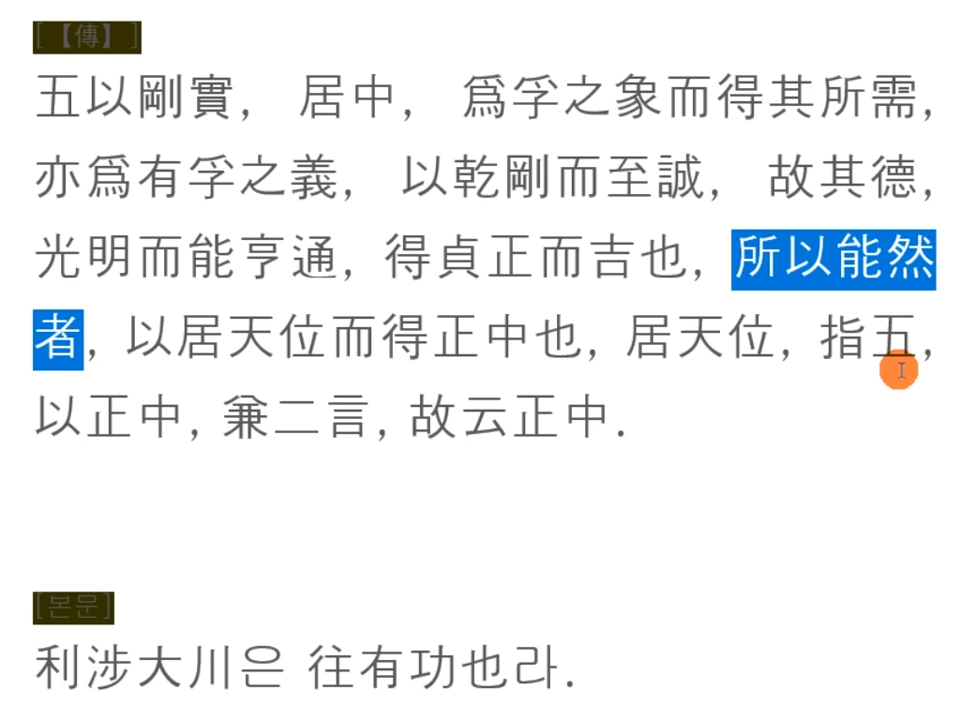 [【傳】]
五以剛實, 居中, 爲孚之象而得其所需,
亦爲有孚之義, 以乾剛而至誠, 故其德,
光明而能亨通, 得貞正而吉也, 所以能然
者, 以居天位而得正中也, 居天位, 指五,
以正中, 兼二言, 故云正中.
[본문]
利涉大川은 往有功也라.